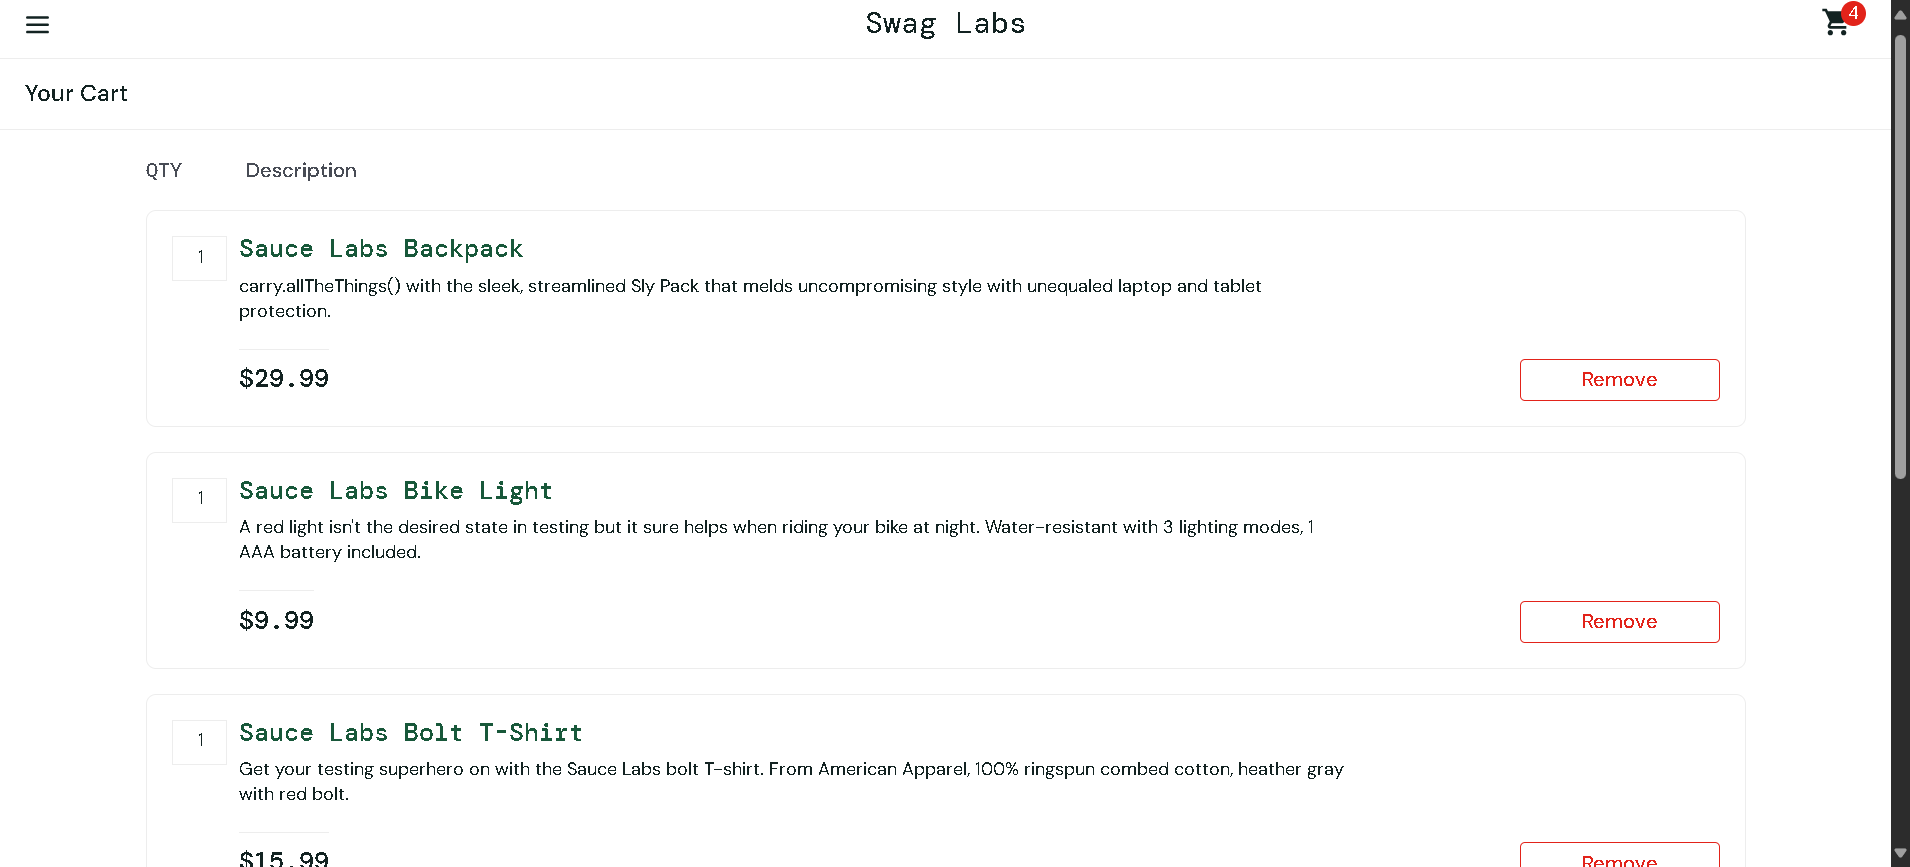 Swag Labs
4
Your Cart
QTY Description
1
Sauce Labs Backpack
carry.allTheThings() with the sleek, streamlined Sly Pack that melds uncompromising style with unequaled laptop and tablet
protection.
$29.99
Remove
1
Sauce Labs Bike Light
A red light isn't the desired state in testing but it sure helps when riding your bike at night. Water-resistant with 3 lighting modes, 1
AAA battery included.
$9.99
Remove
1
Sauce Labs Bolt T-Shirt
Get your testing superhero on with the Sauce Labs bolt T-shirt. From American Apparel, 100% ringspun combed cotton, heather gray
with red bolt.
$15.99
Remove